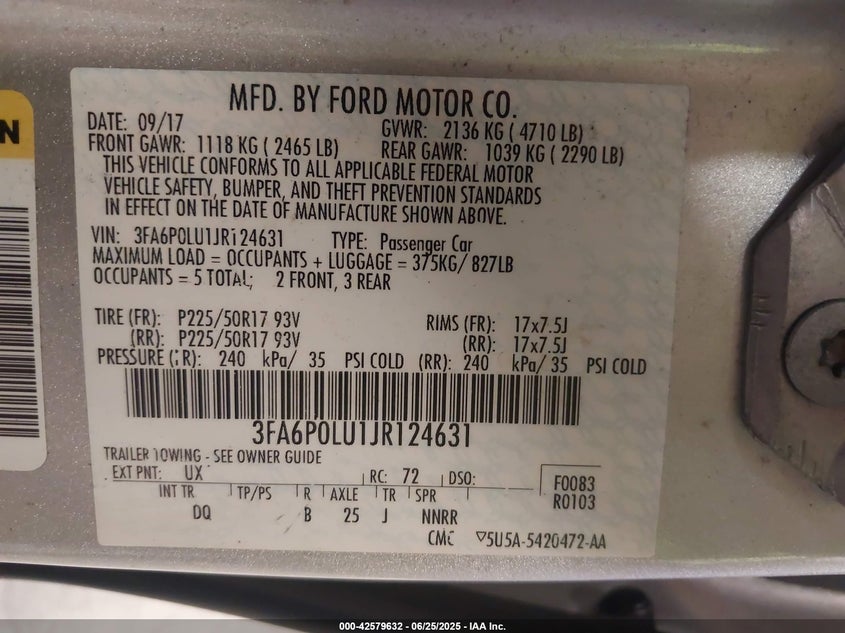 N
MFD. BY FORD MOTOR CO.
DATE: 09/17 GVWR: 2136 KG ( 4710 LB)
FRONT GAWR: 1118 KG ( 2465 LB) REAR GAWR: 1039 KG ( 2290 LB)
THIS VEHICLE CONFORMS TO ALL APPLICABLE FEDERAL MOTOR
VEHICLE SAFETY, BUMPER, AND THEFT PREVENTION STANDARDS
IN EFFECT ON THE DATE OF MANUFACTURE SHOWN ABOVE.
VIN: 3FA6P0LU1JR124631 TYPE: Passenger Car
MAXIMUM LOAD = OCCUPANTS + LUGGAGE = 375KG/ 827LB
OCCUPANTS = 5 TOTAL; 2 FRONT, 3 REAR
TIRE (FR): P225/50R17 93V RIMS (FR): 17x7.5J
(RR): P225/50R17 93V (RR): 17x7.5J
PRESSURE (FR): 240 kPa/ 35 PSI COLD (RR): 240 kPa/ 35 PSI COLD
3FA6P0LU1JR124631
TRAILER TOWING - SEE OWNER GUIDE
EXT PNT: UX RC: 72 DSO: F0083
INT TR TP/PS R AXLE TR SPR R0103
DQ B 25 J NNRR
CMC ▽5U5A-5420472-AA
000-42579632 - 06/25/2025 - IAA Inc.